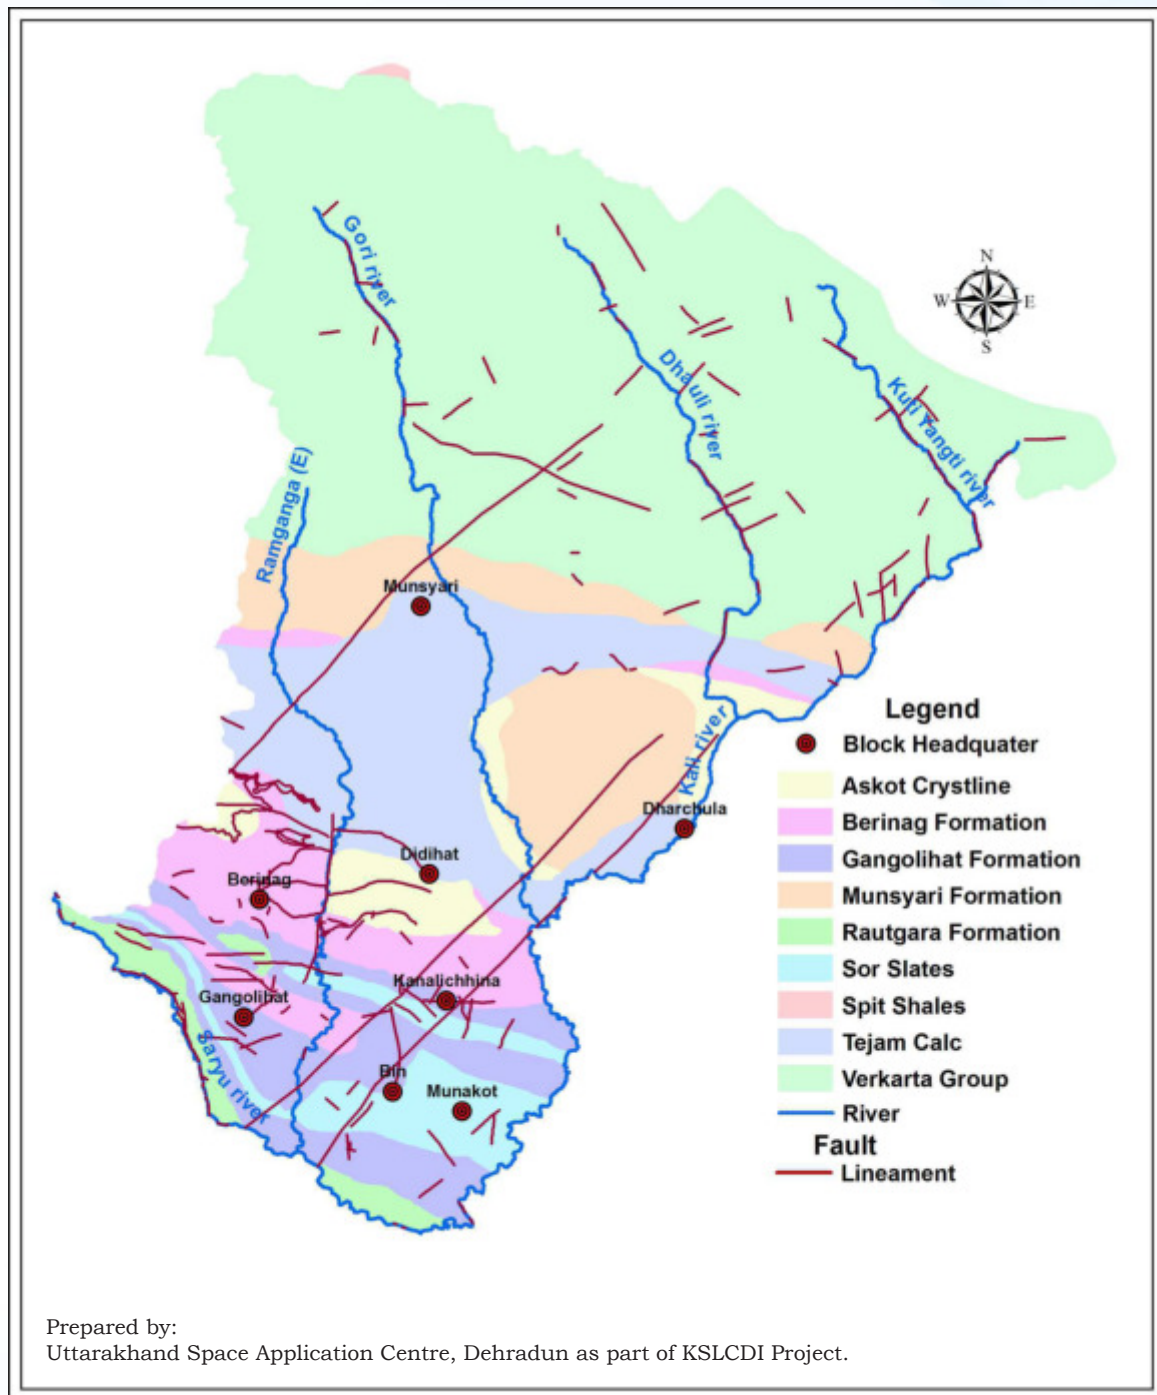 N
W
E
S
Gori river
Dhauli river
Kuti Yangti river
Ramganga (E)
Munsyari
Kali river
Dharchula
Didihat
Berinag
Kanalichhina
Gangolihat
Saryu river
Bin
Munakot
Legend
Block Headquater
Askot Crystline
Berinag Formation
Gangolihat Formation
Munsyari Formation
Rautgara Formation
Sor Slates
Spit Shales
Tejam Calc
Verkarta Group
River
Fault
Lineament
Prepared by:
Uttarakhand Space Application Centre, Dehradun as part of KSLCDI Project.